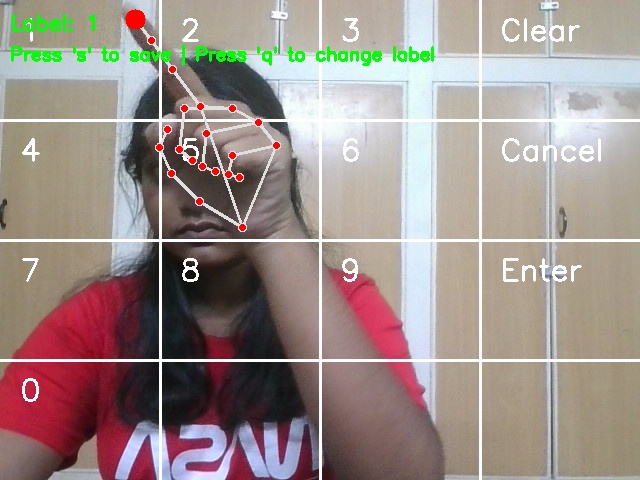 Label: 1
1 2 3 Clear
Press 's' to save | Press 'q' to change label
4 5 6 Cancel
7 8 9 Enter
0
NASA